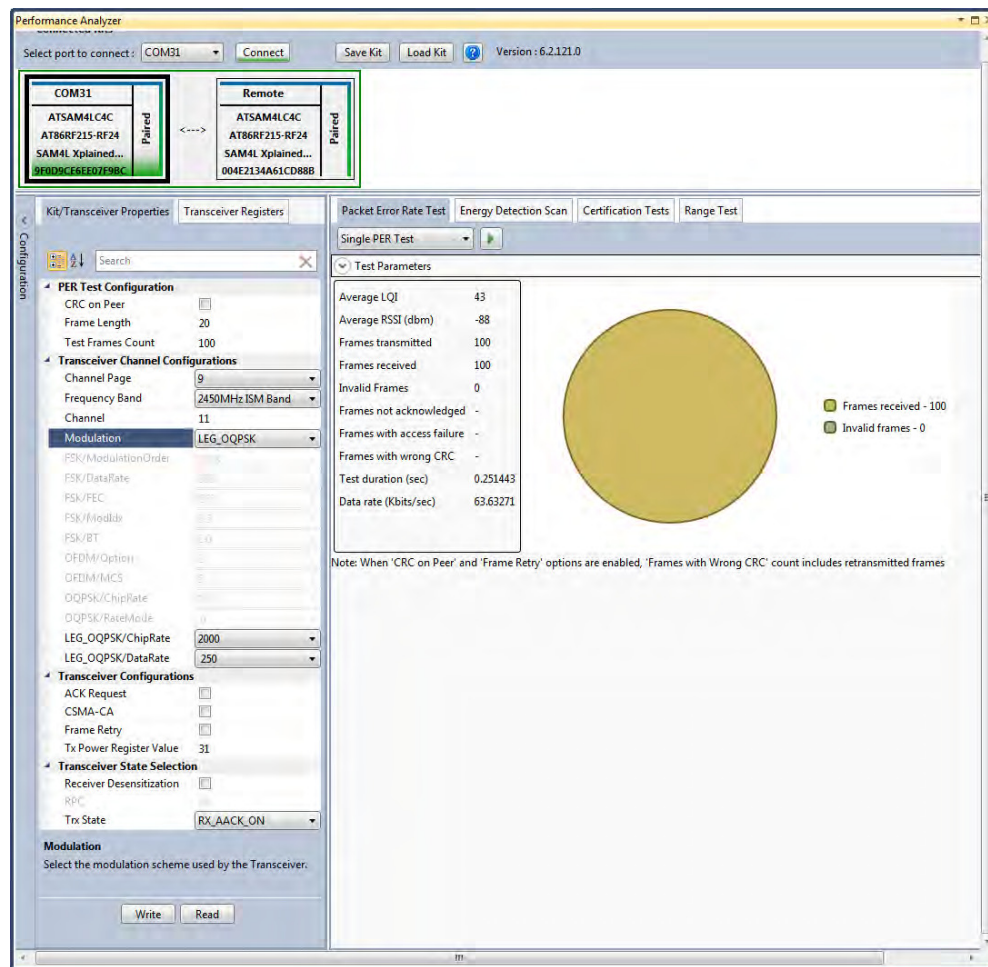 Performance Analyzer
Connected Kits
Select port to connect : COM31 Connect Save Kit Load Kit ? Version : 6.2.121.0
COM31
ATSAM4LC4C
AT86RF215-RF24
SAM4L Xplained...
9F0D9CE6EE07F9BC
Paired
<--->
Remote
ATSAM4LC4C
AT86RF215-RF24
SAM4L Xplained...
004E2134A61CD88B
Paired
< Configuration
Kit/Transceiver Properties Transceiver Registers
Search
PER Test Configuration
CRC on Peer
Frame Length 20
Test Frames Count 100
Transceiver Channel Configurations
Channel Page 9
Frequency Band 2450MHz ISM Band
Channel 11
Modulation LEG_OQPSK
FSK/ModulationOrder
FSK/DataRate
FSK/FEC
FSK/ModIdx
FSK/BT
OFDM/Option
OFDM/MCS
OQPSK/ChipRate
OQPSK/RateMode
LEG_OQPSK/ChipRate 2000
LEG_OQPSK/DataRate 250
Transceiver Configurations
ACK Request
CSMA-CA
Frame Retry
Tx Power Register Value 31
Transceiver State Selection
Receiver Desensitization
RPC
Trx State RX_AACK_ON
Modulation
Select the modulation scheme used by the Transceiver.
Write Read
Packet Error Rate Test Energy Detection Scan Certification Tests Range Test
Single PER Test
Test Parameters
Average LQI 43
Average RSSI (dbm) -88
Frames transmitted 100
Frames received 100
Invalid Frames 0
Frames not acknowledged -
Frames with access failure -
Frames with wrong CRC -
Test duration (sec) 0.251443
Data rate (Kbits/sec) 63.63271
Frames received - 100
Invalid frames - 0
Note: When 'CRC on Peer' and 'Frame Retry' options are enabled, 'Frames with Wrong CRC' count includes retransmitted frames